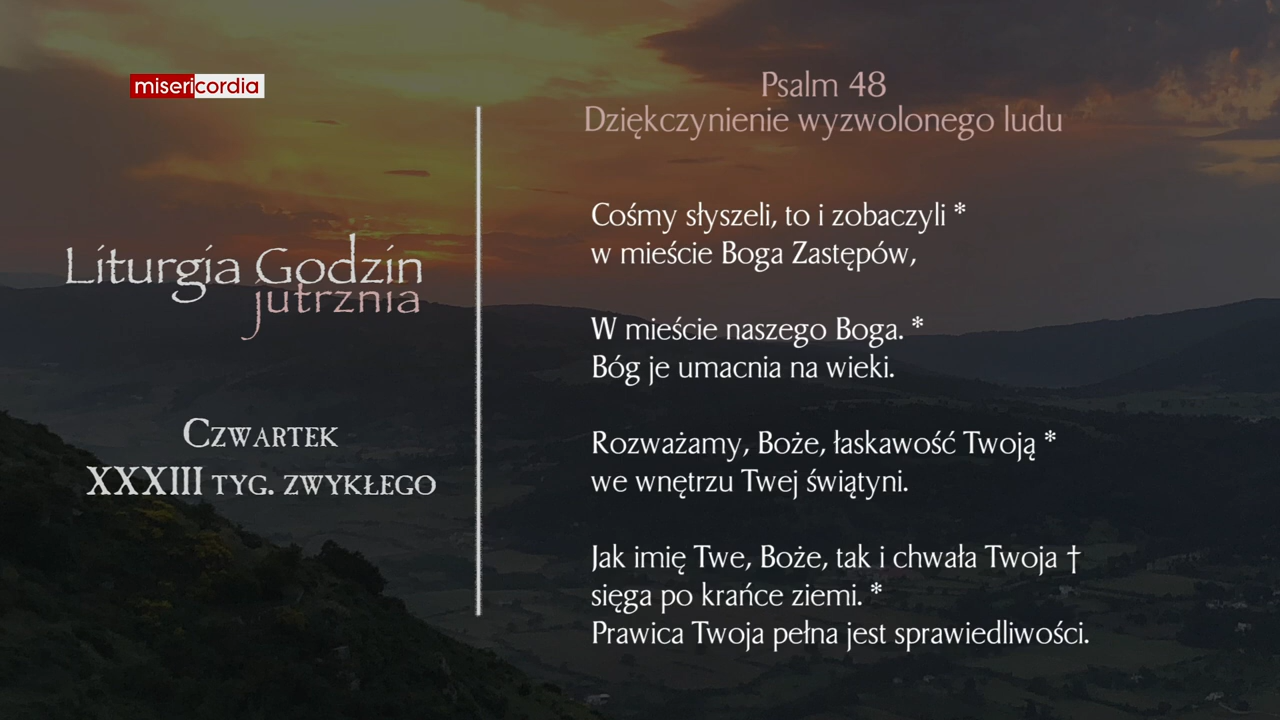 misericordia
Liturgia Godzin
jutrznia
Czwartek
XXXIII tyg. zwykłego
Psalm 48
Dziękczynienie wyzwolonego ludu
Cośmy słyszeli, to i zobaczyli *
w mieście Boga Zastępów,
W mieście naszego Boga. *
Bóg je umacnia na wieki.
Rozważamy, Boże, łaskawość Twoją *
we wnętrzu Twej świątyni.
Jak imię Twe, Boże, tak i chwała Twoja †
sięga po krańce ziemi. *
Prawica Twoja pełna jest sprawiedliwości.